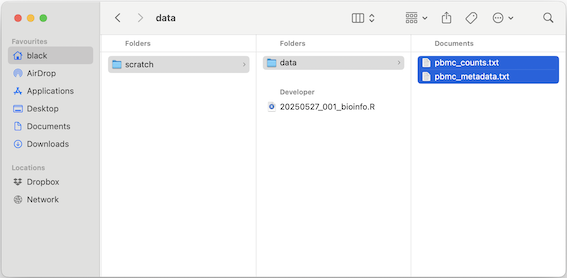 data
Favourites
black
AirDrop
Applications
Desktop
Documents
Downloads
Locations
Dropbox
Network
Folders
scratch
Folders
data
Developer
20250527_001_bioinfo.R
Documents
pbmc_counts.txt
pbmc_metadata.txt